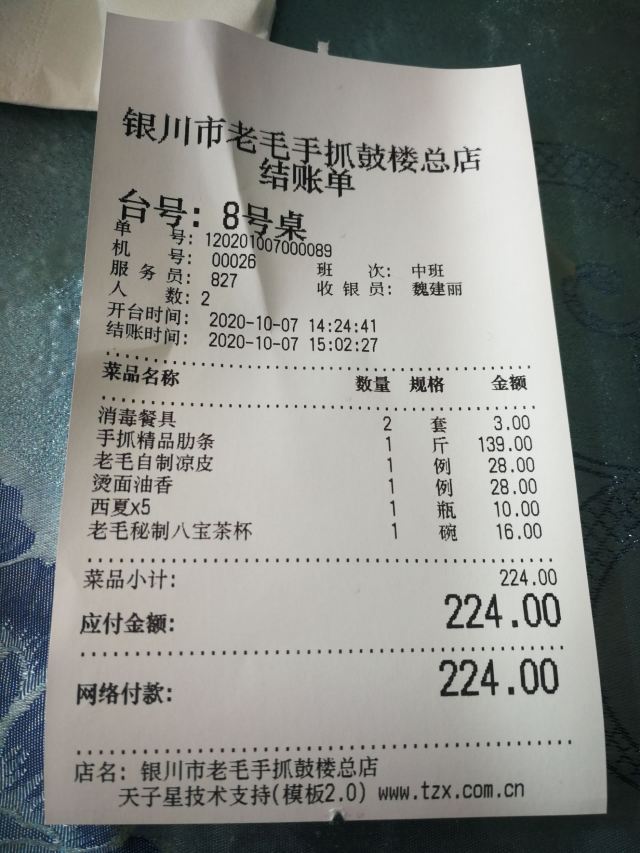 银川市老毛手抓鼓楼总店
结账单
台号: 8号桌
单 号: 120201007000089
机 号: 00026 班 次: 中班
服务员: 827 收银员: 魏建丽
人 数: 2
开台时间: 2020-10-07 14:24:41
结账时间: 2020-10-07 15:02:27
菜品名称 数量 规格 金额
消毒餐具 2 套 3.00
手抓精品肋条 1 斤 139.00
老毛自制凉皮 1 例 28.00
烫面油香 1 例 28.00
西夏x5 1 瓶 10.00
老毛秘制八宝茶杯 1 碗 16.00
菜品小计: 224.00
应付金额: 224.00
网络付款: 224.00
店名: 银川市老毛手抓鼓楼总店
天子星技术支持(模板2.0) www.tzx.com.cn